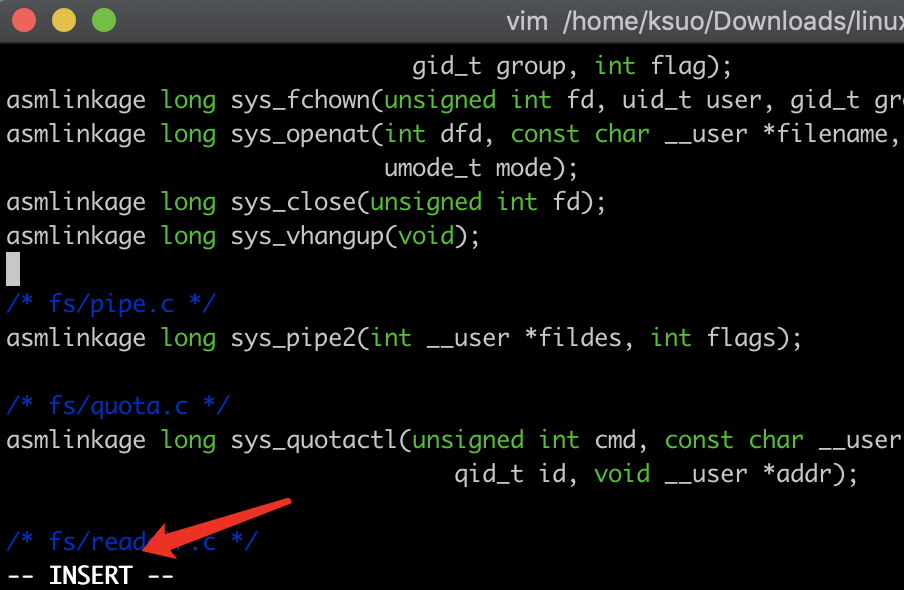 vim /home/ksuo/Downloads/linux
gid_t group, int flag);
asmlinkage long sys_fchown(unsigned int fd, uid_t user, gid_t gr
asmlinkage long sys_openat(int dfd, const char __user *filename,
umode_t mode);
asmlinkage long sys_close(unsigned int fd);
asmlinkage long sys_vhangup(void);
/* fs/pipe.c */
asmlinkage long sys_pipe2(int __user *fildes, int flags);
/* fs/quota.c */
asmlinkage long sys_quotactl(unsigned int cmd, const char __user
qid_t id, void __user *addr);
/* .c */
-- INSERT --